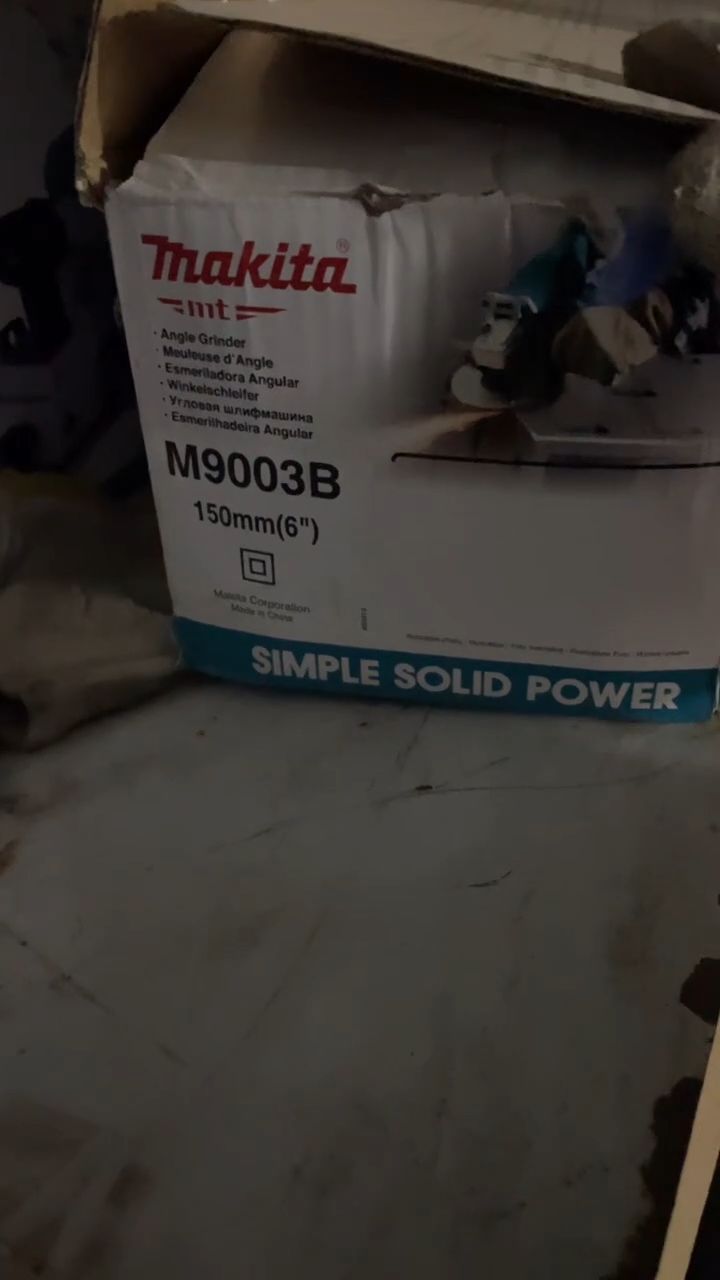 makita®
mt
· Angle Grinder
· Meuleuse d'Angle
· Esmeriladora Angular
· Winkelschleifer
· Угловая шлифмашина
· Esmerilhadeira Angular
M9003B
150mm(6")
Makita Corporation
Made in China
SIMPLE SOLID POWER